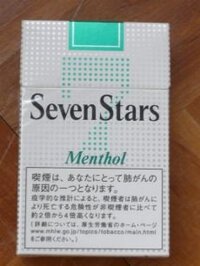 SevenStars
7
Menthol
喫煙は、あなたにとって肺がんの
原因の一つとなります。
疫学的な推計によると、喫煙者は肺がんに
より死亡する危険性が非喫煙者に比べて
約2倍から4倍高くなります。
(詳細については、厚生労働省のホーム・ページ
www.mhlw.go.jp/topics/tobacco/main.html
をご参照ください。)